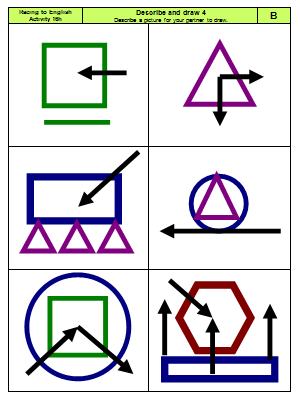 Racing to English
Activity 16h
Describe and draw 4
Describe a picture for your partner to draw.
B